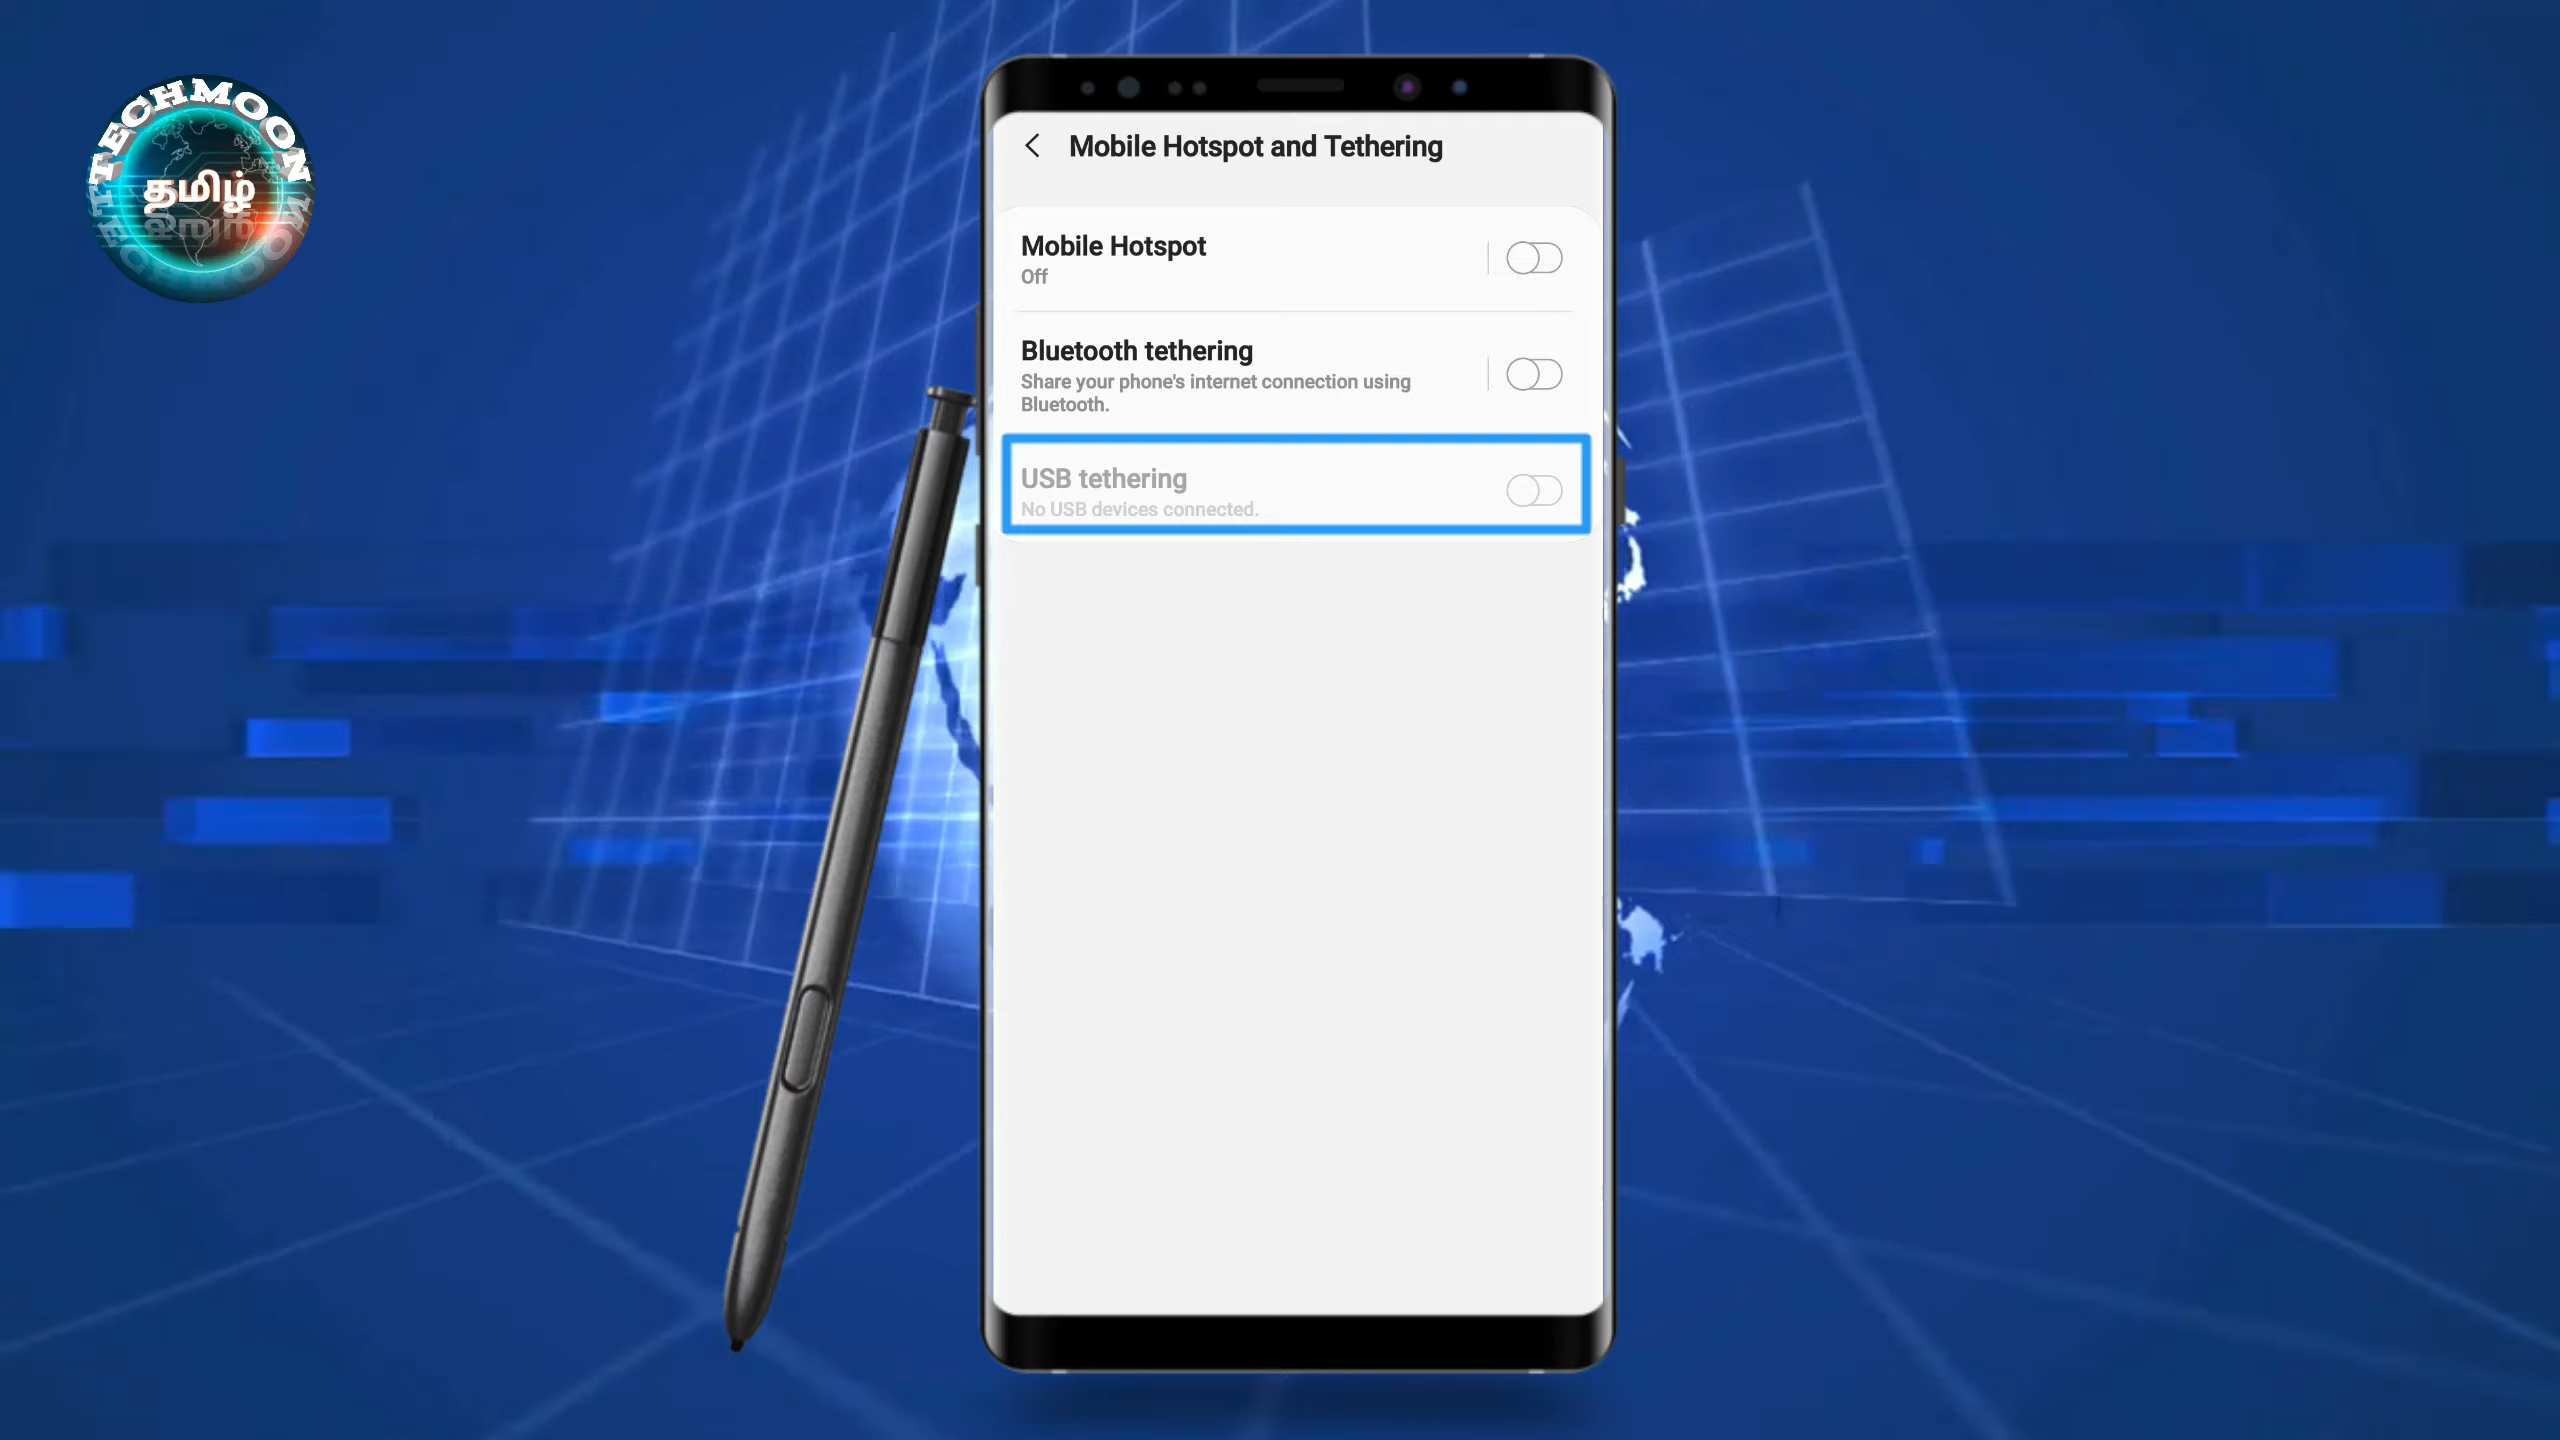 TECHMOON
தமிழ்
Mobile Hotspot and Tethering
Mobile Hotspot
Off
Bluetooth tethering
Share your phone's internet connection using
Bluetooth.
USB tethering
No USB devices connected.